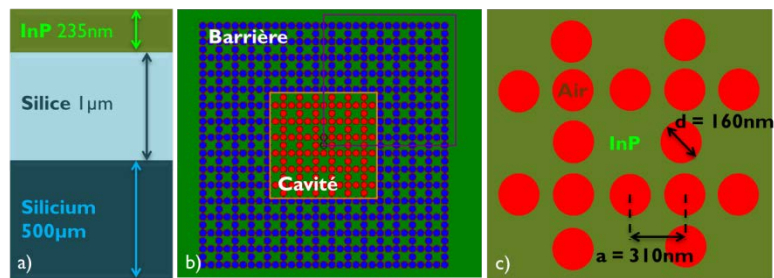 InP 235nm
Silice 1µm
Silicium
500µm
a)
Barrière
Cavité
b)
Air
d = 160nm
InP
a = 310nm
c)